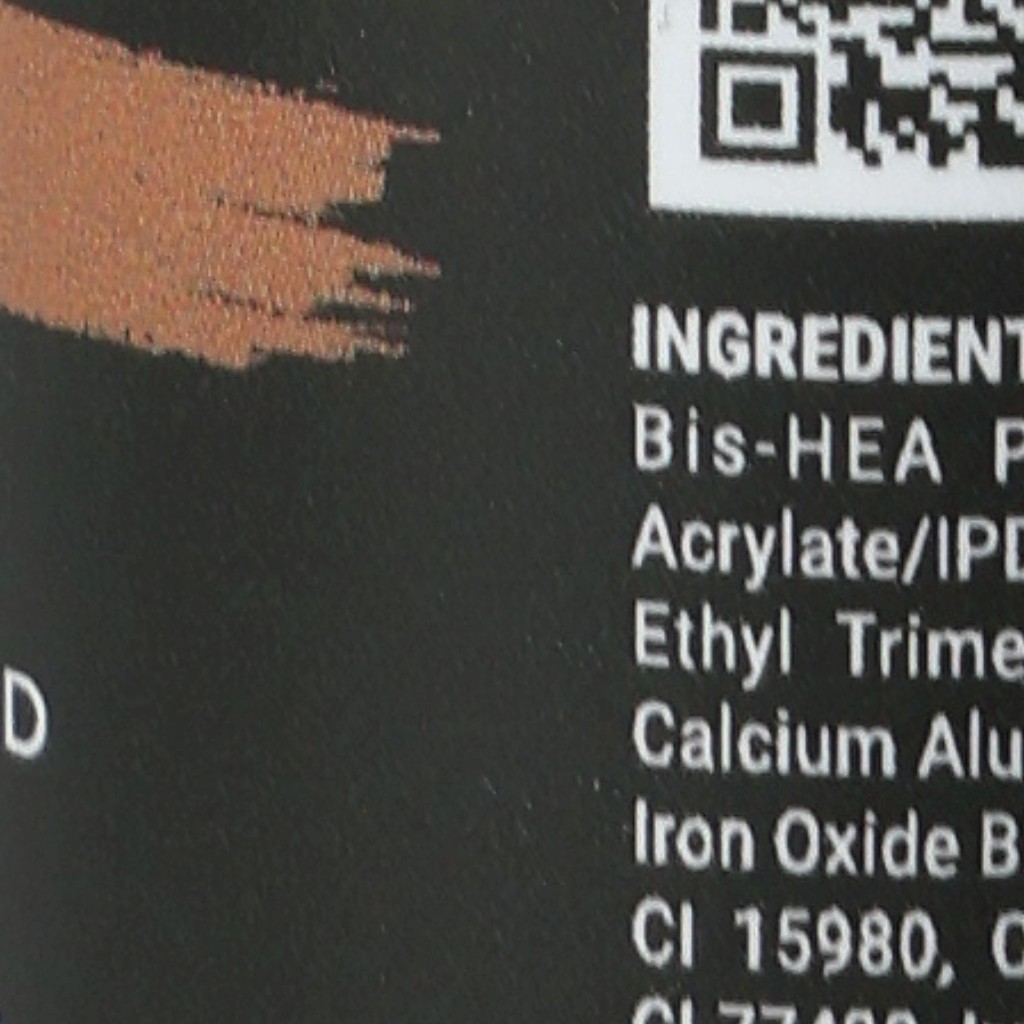 INGREDIENT
Bis-HEA P
Acrylate/IPD
Ethyl Trime
Calcium Alu
Iron Oxide B
CI 15980, C
D